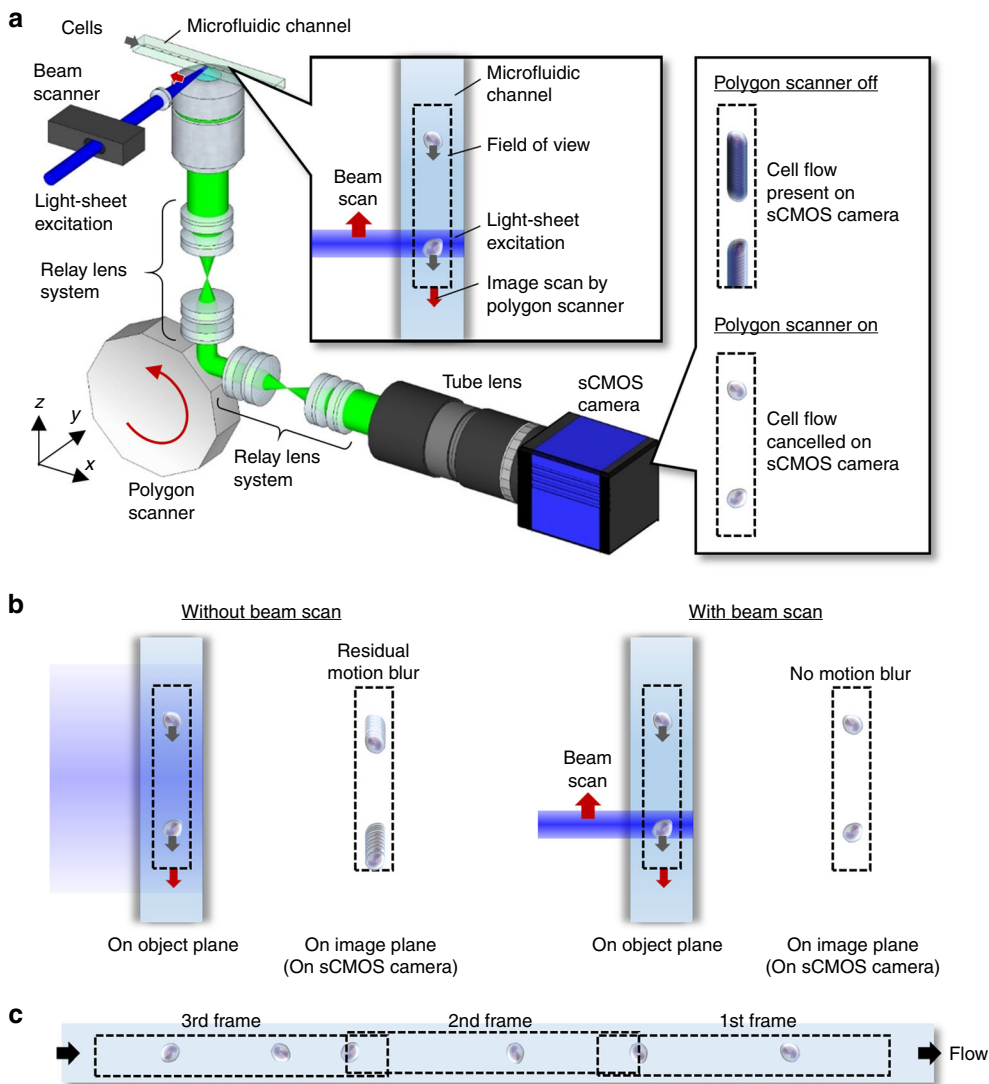 a
Cells
Microfluidic channel
Beam
scanner
Light-sheet
excitation
Relay lens
system
z
y
x
Polygon
scanner
Relay lens
system
Tube lens
sCMOS
camera
Microfluidic
channel
Field of view
Beam
scan
Light-sheet
excitation
Image scan by
polygon scanner
Polygon scanner off
Cell flow
present on
sCMOS camera
Polygon scanner on
Cell flow
cancelled on
sCMOS camera
b
Without beam scan
Residual
motion blur
On object plane
On image plane
(On sCMOS camera)
With beam scan
Beam
scan
No motion blur
On object plane
On image plane
(On sCMOS camera)
c
3rd frame
2nd frame
1st frame
Flow